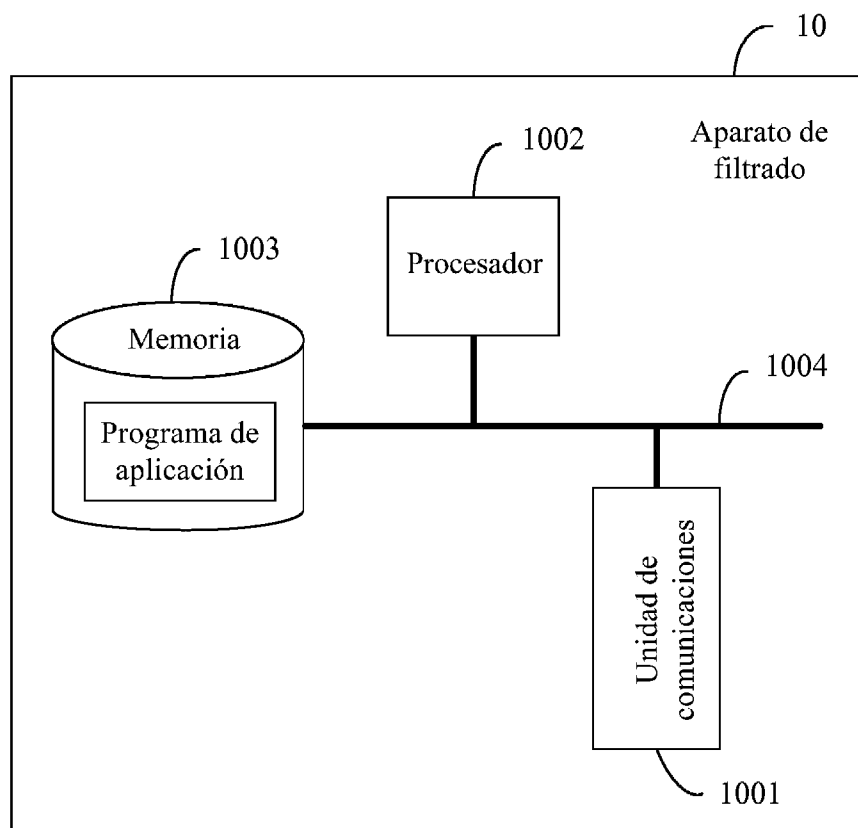 10
Aparato de
filtrado
1002
Procesador
1003
Memoria
Programa de
aplicación
1004
Unidad de
comunicaciones
1001